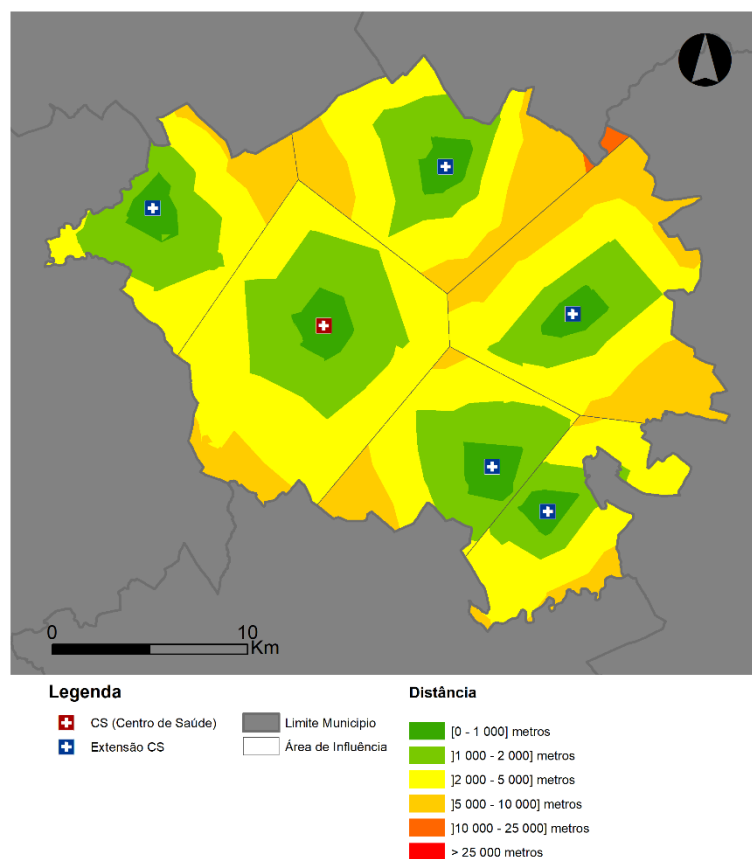 0 10
Km
Legenda
CS (Centro de Saúde)
Extensão CS
Limite Municipio
Área de Influência
Distância
[0 - 1 000] metros
]1 000 - 2 000] metros
]2 000 - 5 000] metros
]5 000 - 10 000] metros
]10 000 - 25 000] metros
> 25 000 metros